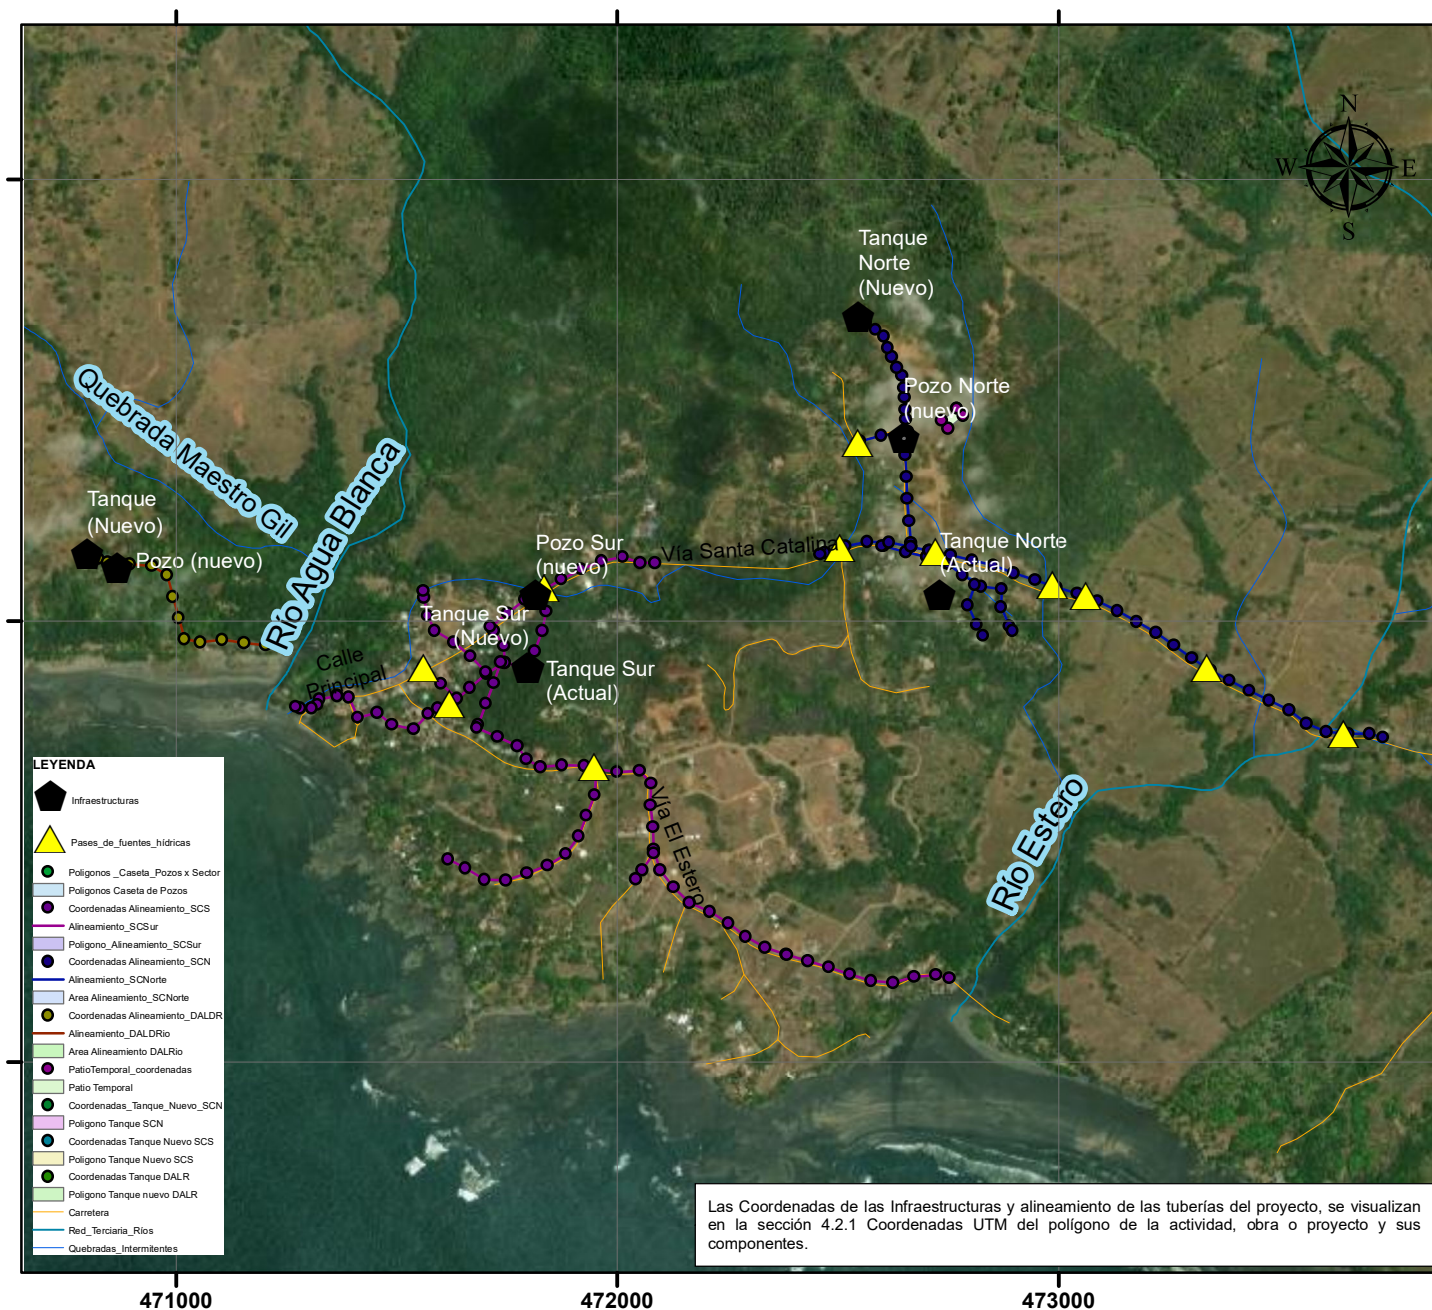 N
W
E
S
Tanque
Norte
(Nuevo)
Pozo Norte
(nuevo)
Quebrada Maestro Gil
Río Agua Blanca
Tanque
(Nuevo)
Pozo (nuevo)
Pozo Sur
(nuevo)
Vía Santa Catalina
Tanque Norte
(Actual)
Tanque Sur
(Nuevo)
Tanque Sur
(Actual)
Calle
Principal
Vía El Estero
Río Estero
LEYENDA
Infraestructuras
Pases_de_fuentes_hídricas
Poligonos _Caseta_Pozos x Sector
Poligonos Caseta de Pozos
Coordenadas Alineamiento_SCS
Alineamiento_SCSur
Poligono_Alineamiento_SCSur
Coordenadas Alineamiento_SCN
Alineamiento_SCNorte
Area Alineamiento_SCNorte
Coordenadas Alineamiento_DALDR
Alineamiento_DALDRio
Area Alineamiento DALRio
PatioTemporal_coordenadas
Patio Temporal
Coordenadas_Tanque_Nuevo_SCN
Poligono Tanque SCN
Coordenadas Tanque Nuevo SCS
Poligono Tanque Nuevo SCS
Coordenadas Tanque DALR
Poligono Tanque nuevo DALR
Carretera
Red_Terciaria_Ríos
Quebradas_Intermitentes
Las Coordenadas de las Infraestructuras y alineamiento de las tuberías del proyecto, se visualizan
en la sección 4.2.1 Coordenadas UTM del polígono de la actividad, obra o proyecto y sus
componentes.
471000
472000
473000